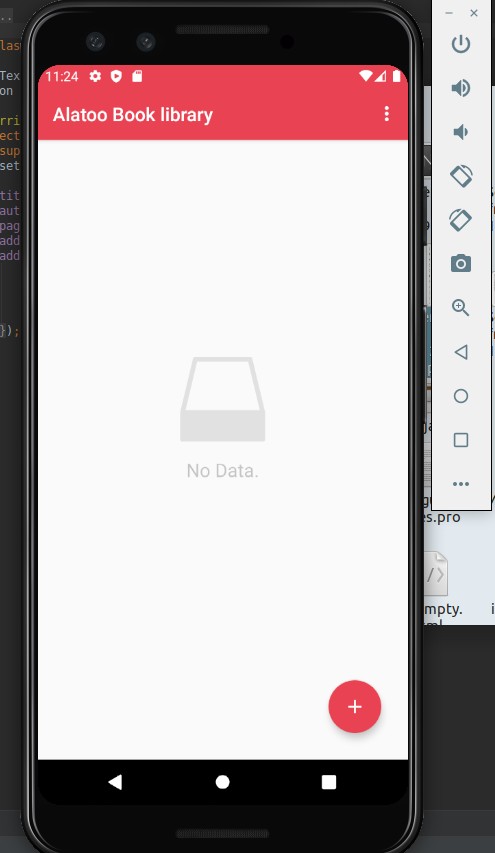 11:24
Alatoo Book library
No Data.
..
las
Tex
on
rri
ect
sup
set
tit
aut
pag
add
add
});
es.pro
mpty.